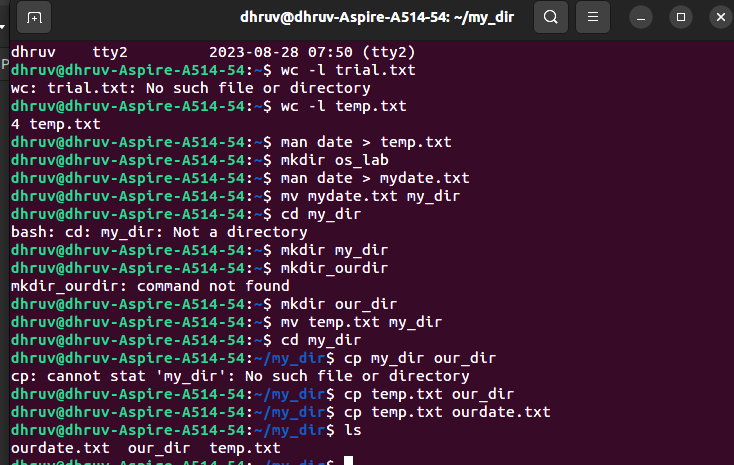 dhruv@dhruv-Aspire-A514-54: ~/my_dir
P
dhruv    tty2         2023-08-28 07:50 (tty2)
dhruv@dhruv-Aspire-A514-54:~$ wc -l trial.txt
wc: trial.txt: No such file or directory
dhruv@dhruv-Aspire-A514-54:~$ wc -l temp.txt
4 temp.txt
dhruv@dhruv-Aspire-A514-54:~$ man date > temp.txt
dhruv@dhruv-Aspire-A514-54:~$ mkdir os_lab
dhruv@dhruv-Aspire-A514-54:~$ man date > mydate.txt
dhruv@dhruv-Aspire-A514-54:~$ mv mydate.txt my_dir
dhruv@dhruv-Aspire-A514-54:~$ cd my_dir
bash: cd: my_dir: Not a directory
dhruv@dhruv-Aspire-A514-54:~$ mkdir my_dir
dhruv@dhruv-Aspire-A514-54:~$ mkdir_ourdir
mkdir_ourdir: command not found
dhruv@dhruv-Aspire-A514-54:~$ mkdir our_dir
dhruv@dhruv-Aspire-A514-54:~$ mv temp.txt my_dir
dhruv@dhruv-Aspire-A514-54:~$ cd my_dir
dhruv@dhruv-Aspire-A514-54:~/my_dir$ cp my_dir our_dir
cp: cannot stat 'my_dir': No such file or directory
dhruv@dhruv-Aspire-A514-54:~/my_dir$ cp temp.txt our_dir
dhruv@dhruv-Aspire-A514-54:~/my_dir$ cp temp.txt ourdate.txt
dhruv@dhruv-Aspire-A514-54:~/my_dir$ ls
ourdate.txt  our_dir  temp.txt
dhruv@dhruv-Aspire-A514-54:~/my_dir$